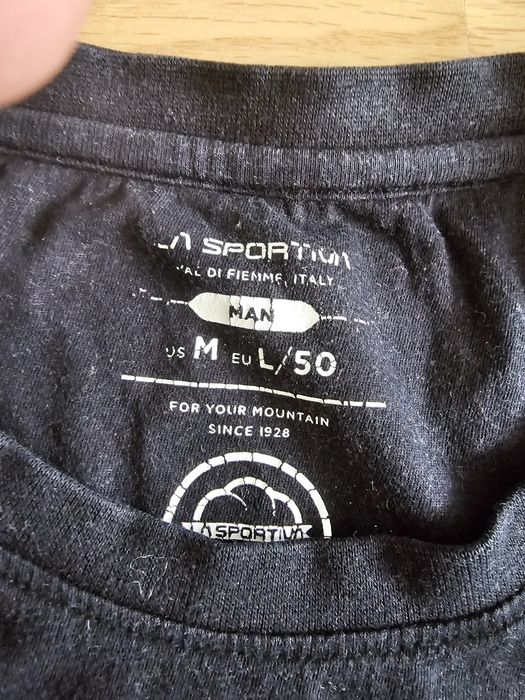 LA SPORTIVA
VAL DI FIEMME, ITALY
MAN
US M EU L/50
FOR YOUR MOUNTAIN
SINCE 1928
LA SPORTIVA